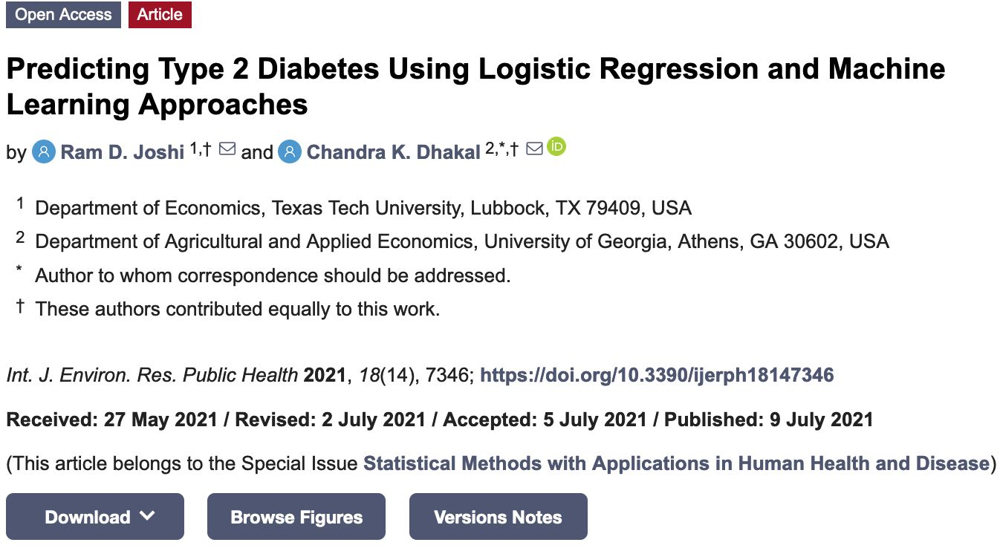 Open Access Article
Predicting Type 2 Diabetes Using Logistic Regression and Machine
Learning Approaches
by Ram D. Joshi 1,† and Chandra K. Dhakal 2,*,† iD
1 Department of Economics, Texas Tech University, Lubbock, TX 79409, USA
2 Department of Agricultural and Applied Economics, University of Georgia, Athens, GA 30602, USA
* Author to whom correspondence should be addressed.
† These authors contributed equally to this work.
Int. J. Environ. Res. Public Health 2021, 18(14), 7346; https://doi.org/10.3390/ijerph18147346
Received: 27 May 2021 / Revised: 2 July 2021 / Accepted: 5 July 2021 / Published: 9 July 2021
(This article belongs to the Special Issue Statistical Methods with Applications in Human Health and Disease)
Download Browse Figures Versions Notes